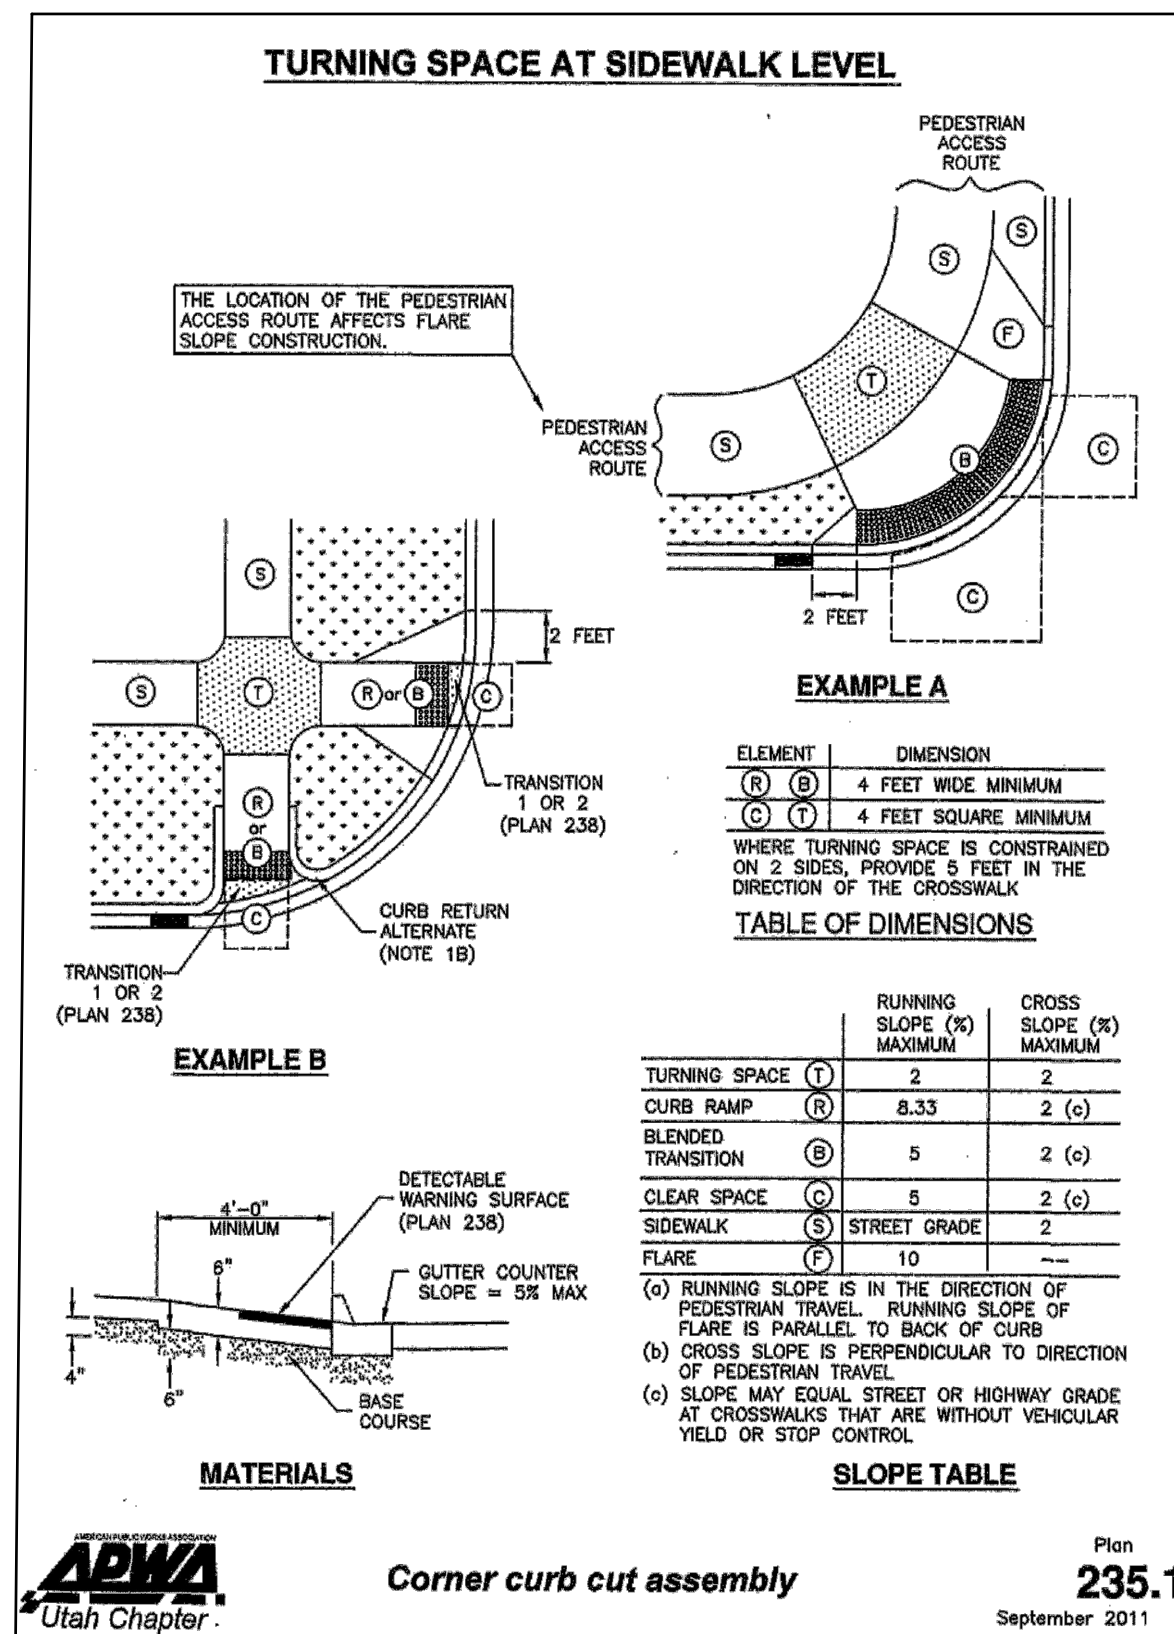 TURNING SPACE AT SIDEWALK LEVEL
PEDESTRIAN
ACCESS
ROUTE
S
S
F
T
THE LOCATION OF THE PEDESTRIAN
ACCESS ROUTE AFFECTS FLARE
SLOPE CONSTRUCTION.
PEDESTRIAN
ACCESS
ROUTE
S
B
C
C
2 FEET
EXAMPLE A
S
2 FEET
S
T
R or B
C
TRANSITION
1 OR 2
(PLAN 238)
R
or
B
C
CURB RETURN
ALTERNATE
(NOTE 1B)
TRANSITION
1 OR 2
(PLAN 238)
EXAMPLE B
ELEMENT DIMENSION
R B 4 FEET WIDE MINIMUM
C T 4 FEET SQUARE MINIMUM
WHERE TURNING SPACE IS CONSTRAINED
ON 2 SIDES, PROVIDE 5 FEET IN THE
DIRECTION OF THE CROSSWALK
TABLE OF DIMENSIONS
RUNNING
SLOPE (%)
MAXIMUM
CROSS
SLOPE (%)
MAXIMUM
TURNING SPACE T 2 2
CURB RAMP R 8.33 2 (c)
BLENDED
TRANSITION B 5 2 (c)
CLEAR SPACE C 5 2 (c)
SIDEWALK S STREET GRADE 2
FLARE F 10 --
(a) RUNNING SLOPE IS IN THE DIRECTION OF
PEDESTRIAN TRAVEL. RUNNING SLOPE OF
FLARE IS PARALLEL TO BACK OF CURB
(b) CROSS SLOPE IS PERPENDICULAR TO DIRECTION
OF PEDESTRIAN TRAVEL
(c) SLOPE MAY EQUAL STREET OR HIGHWAY GRADE
AT CROSSWALKS THAT ARE WITHOUT VEHICULAR
YIELD OR STOP CONTROL
SLOPE TABLE
DETECTABLE
WARNING SURFACE
(PLAN 238)
4'-0"
MINIMUM
6"
GUTTER COUNTER
SLOPE = 5% MAX
4"
6"
BASE
COURSE
MATERIALS
AMERICAN PUBLIC WORKS ASSOCIATION
APWA
Utah Chapter
Corner curb cut assembly
Plan
235.1
September 2011